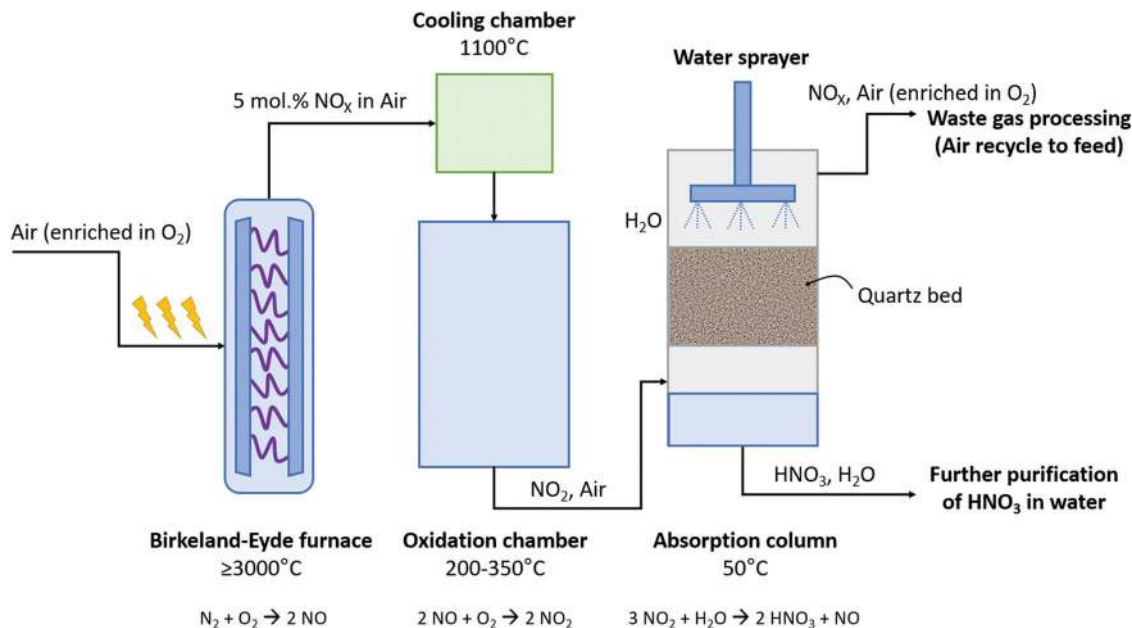 Cooling chamber
1100°C
Water sprayer
5 mol.% NOₓ in Air
NOₓ, Air (enriched in O₂)
Waste gas processing
(Air recycle to feed)
Air (enriched in O₂)
H₂O
Quartz bed
NO₂, Air
HNO₃, H₂O
Further purification
of HNO₃ in water
Birkeland-Eyde furnace
≥3000°C
N₂ + O₂ → 2 NO
Oxidation chamber
200-350°C
2 NO + O₂ → 2 NO₂
Absorption column
50°C
3 NO₂ + H₂O → 2 HNO₃ + NO